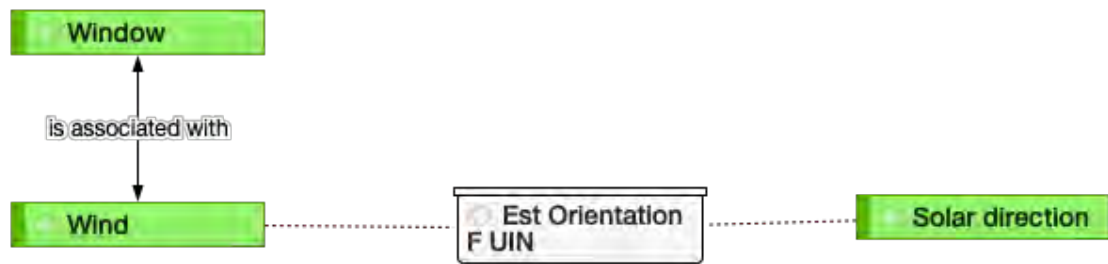 Window
is associated with
Wind
Est Orientation
F UIN
Solar direction